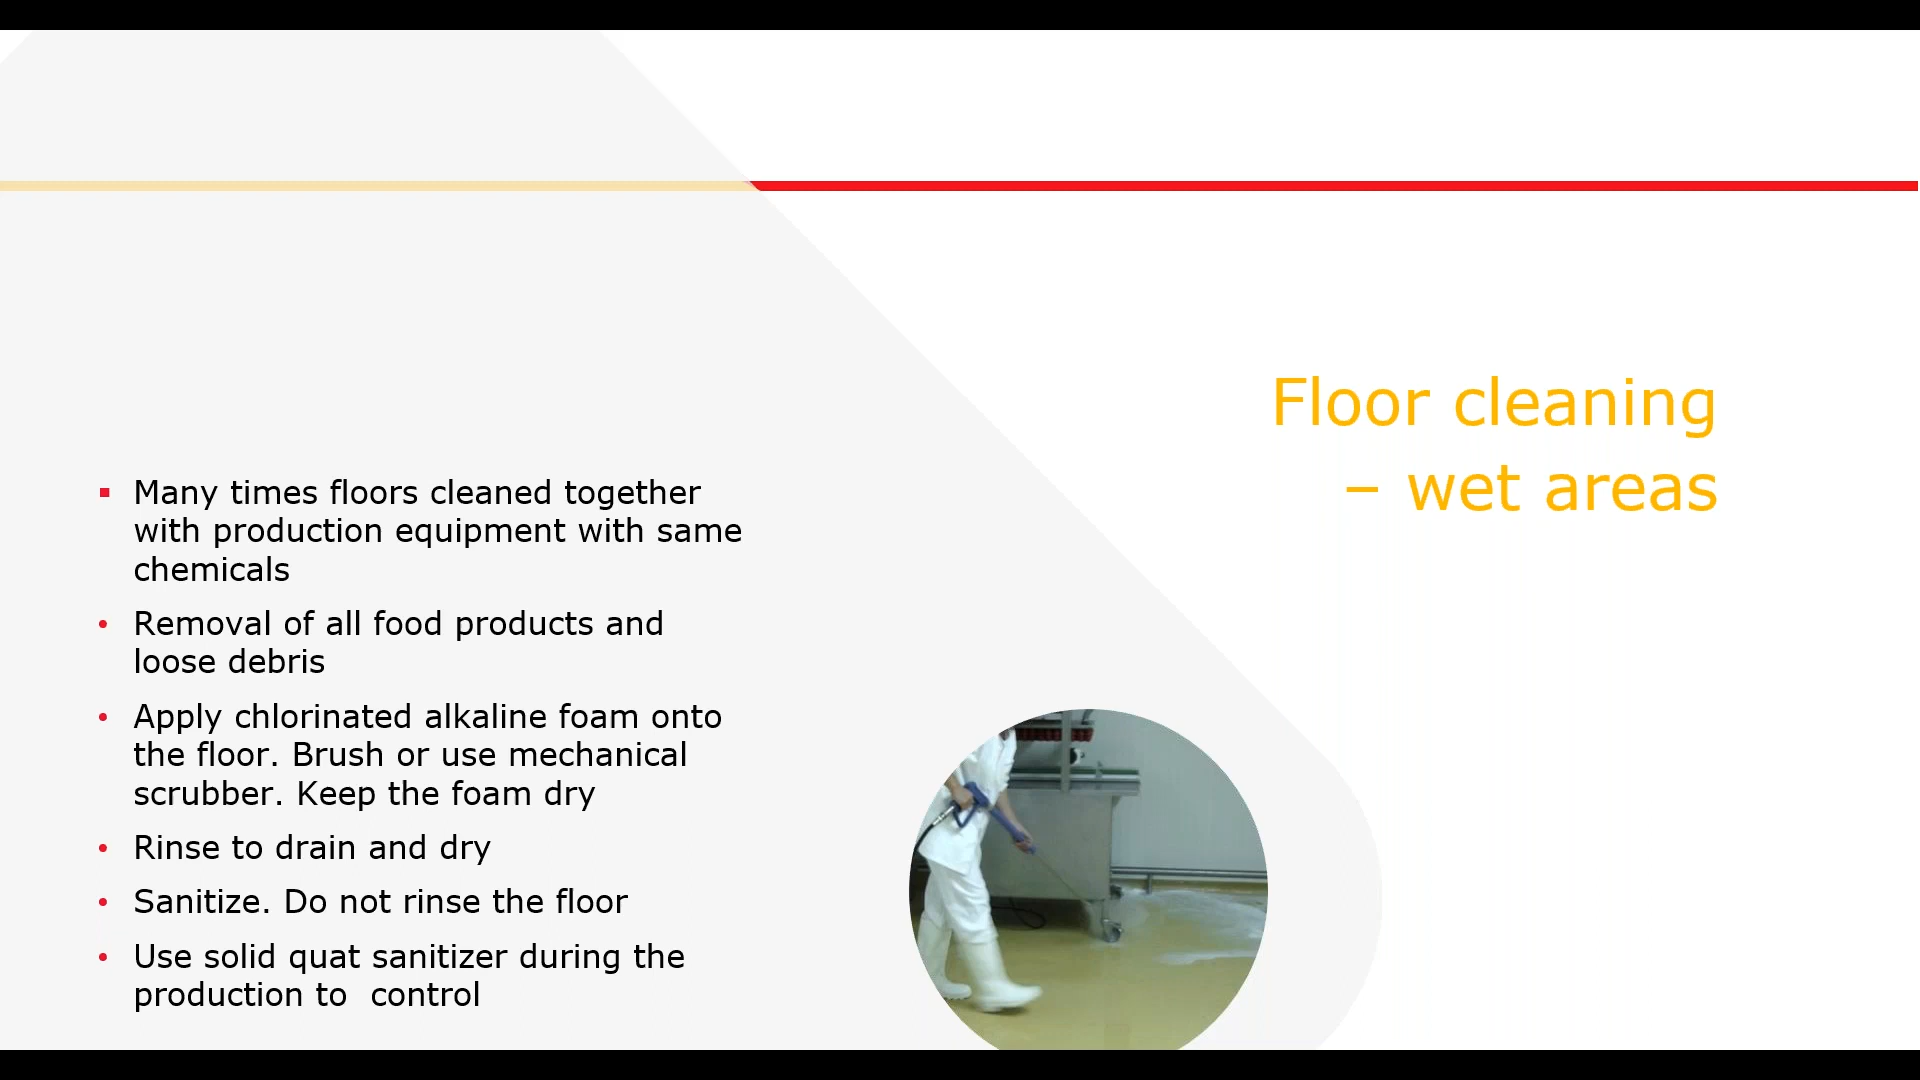 Floor cleaning
– wet areas
Many times floors cleaned together
with production equipment with same
chemicals
Removal of all food products and
loose debris
Apply chlorinated alkaline foam onto
the floor. Brush or use mechanical
scrubber. Keep the foam dry
Rinse to drain and dry
Sanitize. Do not rinse the floor
Use solid quat sanitizer during the
production to  control